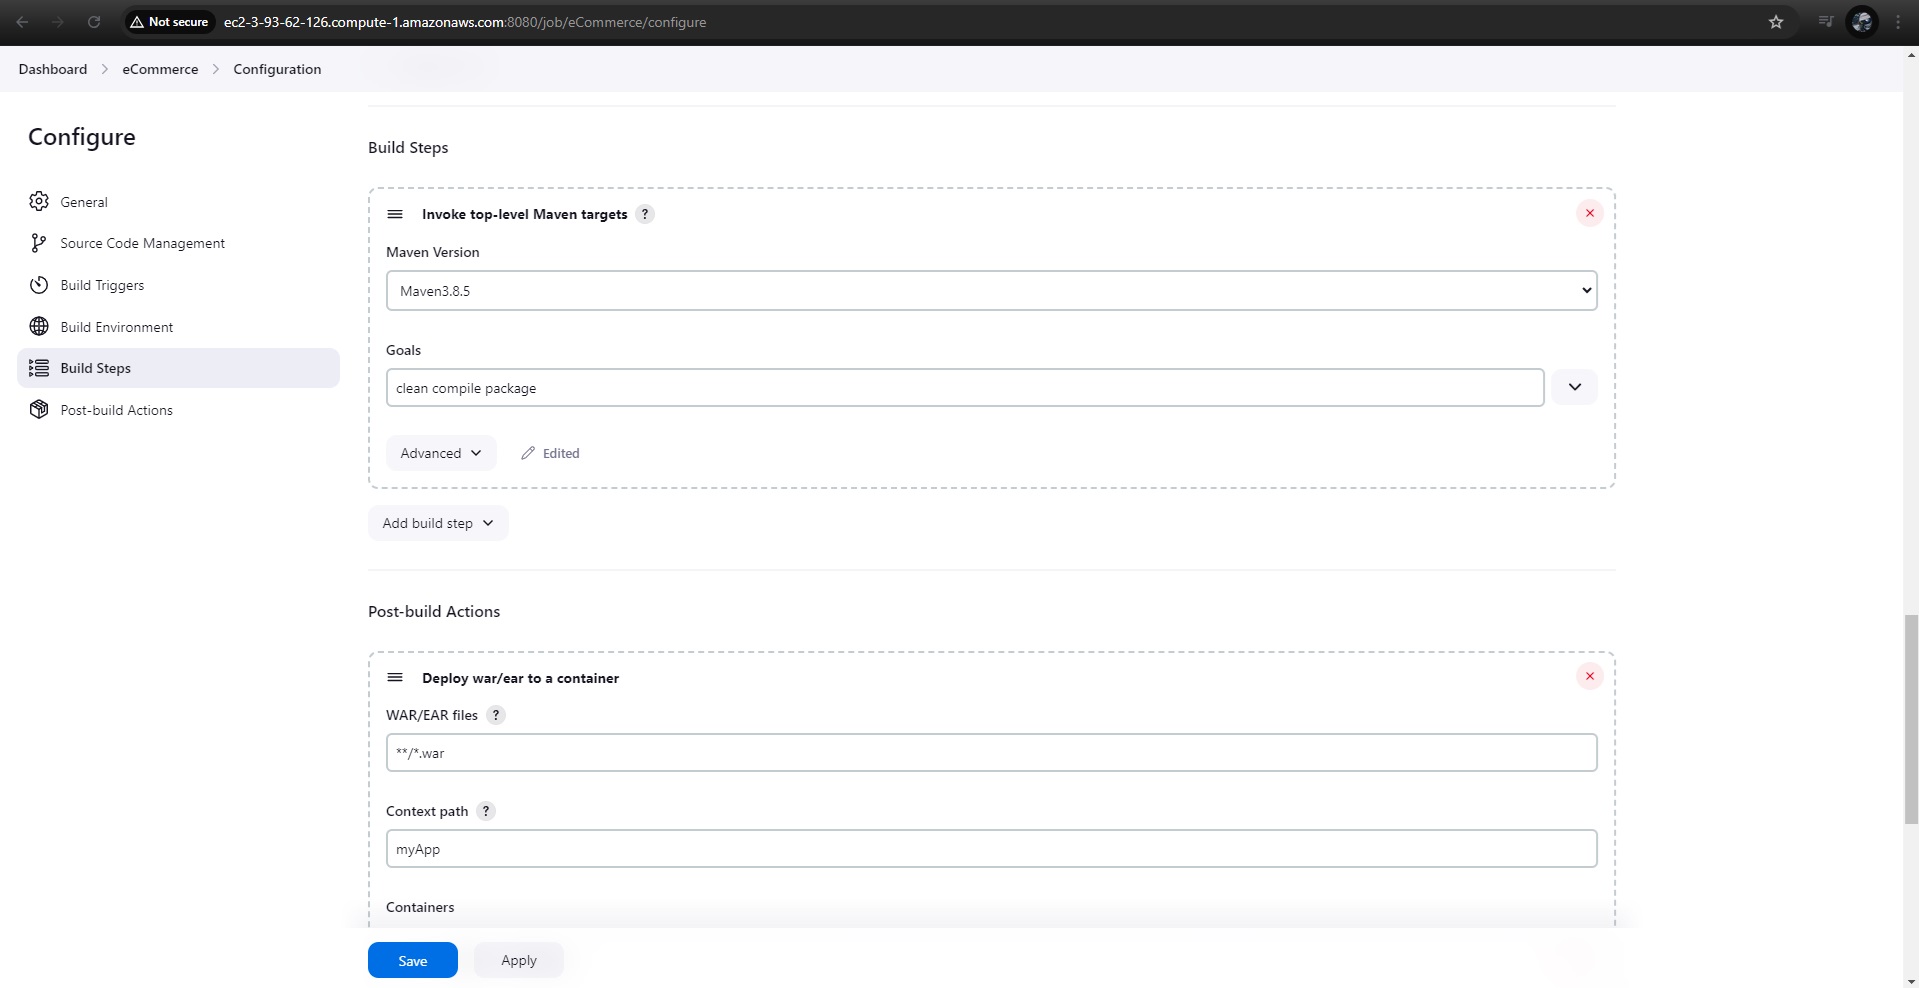 Not secure ec2-3-93-62-126.compute-1.amazonaws.com:8080/job/eCommerce/configure
Dashboard eCommerce Configuration
Configure
General
Source Code Management
Build Triggers
Build Environment
Build Steps
Post-build Actions
Build Steps
Invoke top-level Maven targets ?
Maven Version
Maven3.8.5
Goals
clean compile package
Advanced Edited
Add build step
Post-build Actions
Deploy war/ear to a container
WAR/EAR files ?
**/*.war
Context path ?
myApp
Containers
Save Apply